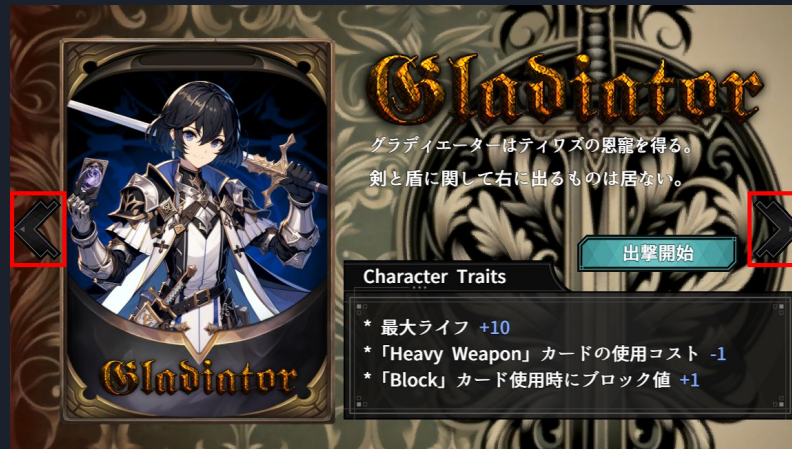 Gladiator
グラディエーターはティワズの恩寵を得る。
剣と盾に関して右に出るものは居ない。
出撃開始
Character Traits
* 最大ライフ +10
* 「Heavy Weapon」カードの使用コスト -1
* 「Block」カード使用時にブロック値 +1
Gladiator